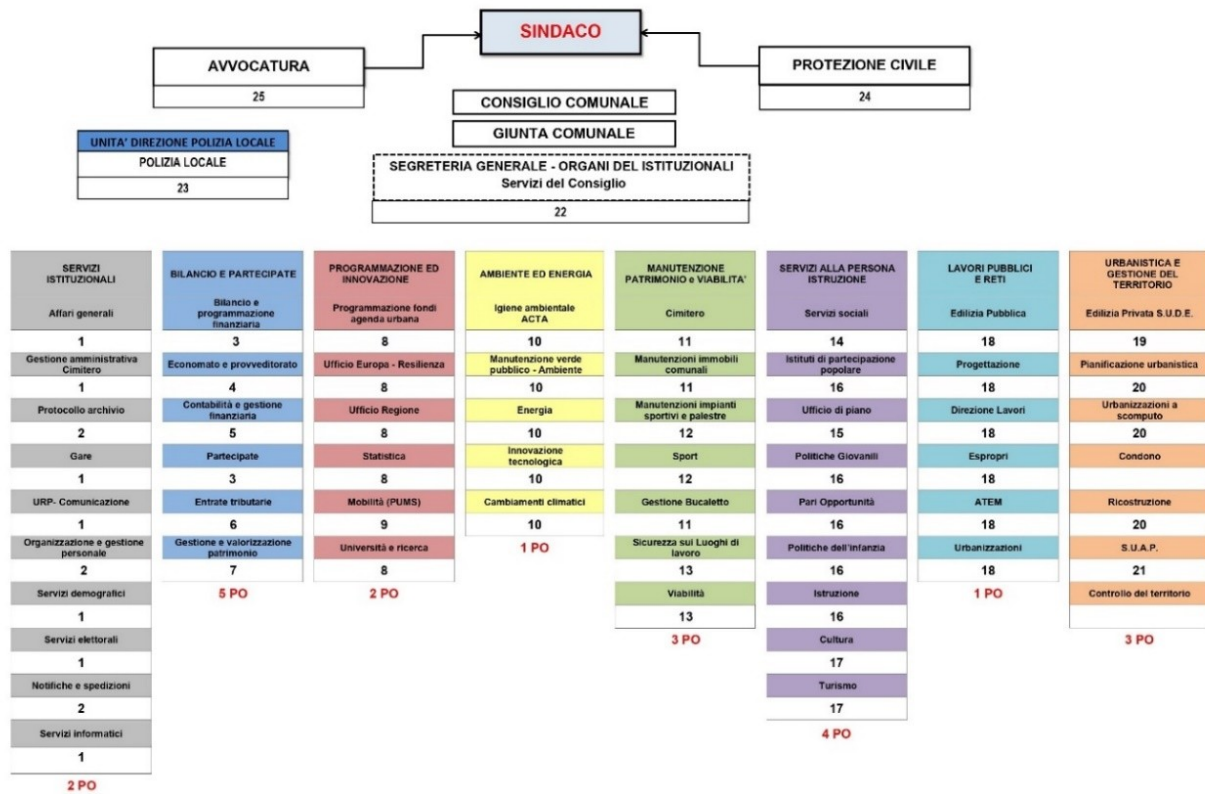 SINDACO
AVVOCATURA
25
PROTEZIONE CIVILE
24
CONSIGLIO COMUNALE
GIUNTA COMUNALE
UNITA' DIREZIONE POLIZIA LOCALE
POLIZIA LOCALE
23
SEGRETERIA GENERALE - ORGANI DEL ISTITUZIONALI
Servizi del Consiglio
22
SERVIZI
ISTITUZIONALI
Affari generali
1
Gestione amministrativa
Cimitero
1
Protocollo archivio
2
Gare
1
URP- Comunicazione
1
Organizzazione e gestione
personale
2
Servizi demografici
1
Servizi elettorali
1
Notifiche e spedizioni
2
Servizi informatici
1
2 PO
BILANCIO E PARTECIPATE
Bilancio e
programmazione
finanziaria
3
Economato e provveditorato
4
Contabilità e gestione
finanziaria
5
Partecipate
3
Entrate tributarie
6
Gestione e valorizzazione
patrimonio
7
5 PO
PROGRAMMAZIONE ED
INNOVAZIONE
Programmazione fondi
agenda urbana
8
Ufficio Europa - Resilienza
8
Ufficio Regione
8
Statistica
8
Mobilità (PUMS)
9
Università e ricerca
8
2 PO
AMBIENTE ED ENERGIA
Igiene ambientale
ACTA
10
Manutenzione verde
pubblico - Ambiente
10
Energia
10
Innovazione
tecnologica
10
Cambiamenti climatici
10
1 PO
MANUTENZIONE
PATRIMONIO e VIABILITA'
Cimitero
11
Manutenzioni immobili
comunali
11
Manutenzioni impianti
sportivi e palestre
12
Sport
12
Gestione Bucaletto
11
Sicurezza sui Luoghi di
lavoro
13
Viabilità
13
3 PO
SERVIZI ALLA PERSONA
ISTRUZIONE
Servizi sociali
14
Istituti di partecipazione
popolare
16
Ufficio di piano
15
Politiche Giovanili
16
Pari Opportunità
16
Politiche dell'infanzia
16
Istruzione
16
Cultura
17
Turismo
17
4 PO
LAVORI PUBBLICI
E RETI
Edilizia Pubblica
18
Progettazione
18
Direzione Lavori
18
Espropri
18
ATEM
18
Urbanizzazioni
18
1 PO
URBANISTICA E
GESTIONE DEL
TERRITORIO
Edilizia Privata S.U.D.E.
19
Pianificazione urbanistica
20
Urbanizzazioni a
scomputo
20
Condono
Ricostruzione
20
S.U.A.P.
21
Controllo del territorio
3 PO